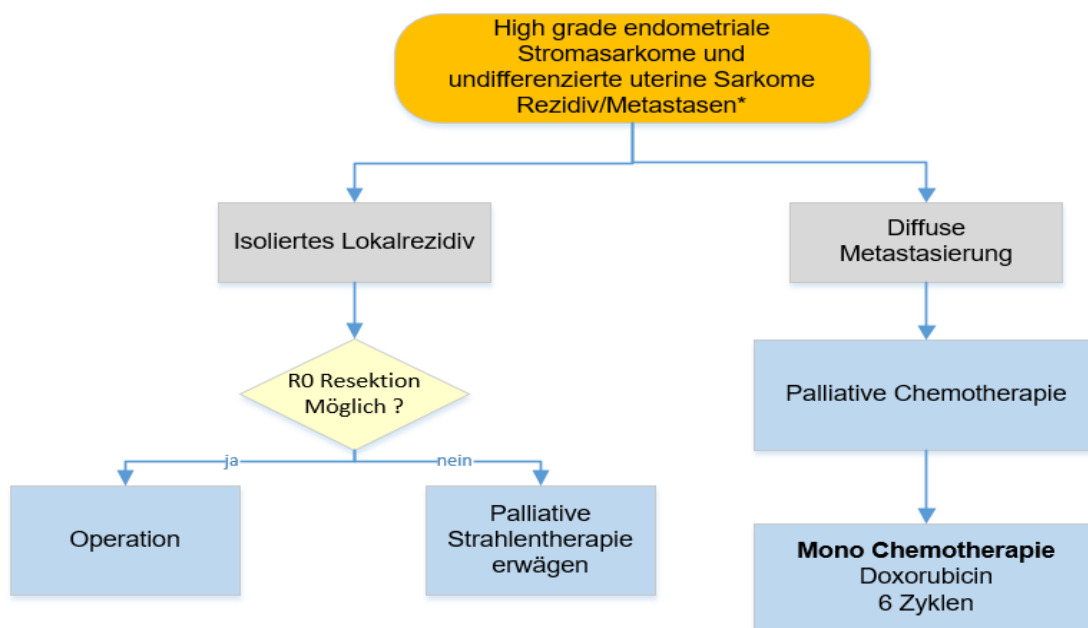 High grade endometriale
Stromasarkome und
undifferenzierte uterine Sarkome
Rezidiv/Metastasen*
Isoliertes Lokalrezidiv
Diffuse
Metastasierung
R0 Resektion
Möglich ?
Palliative Chemotherapie
ja
nein
Operation
Palliative
Strahlentherapie
erwägen
Mono Chemotherapie
Doxorubicin
6 Zyklen